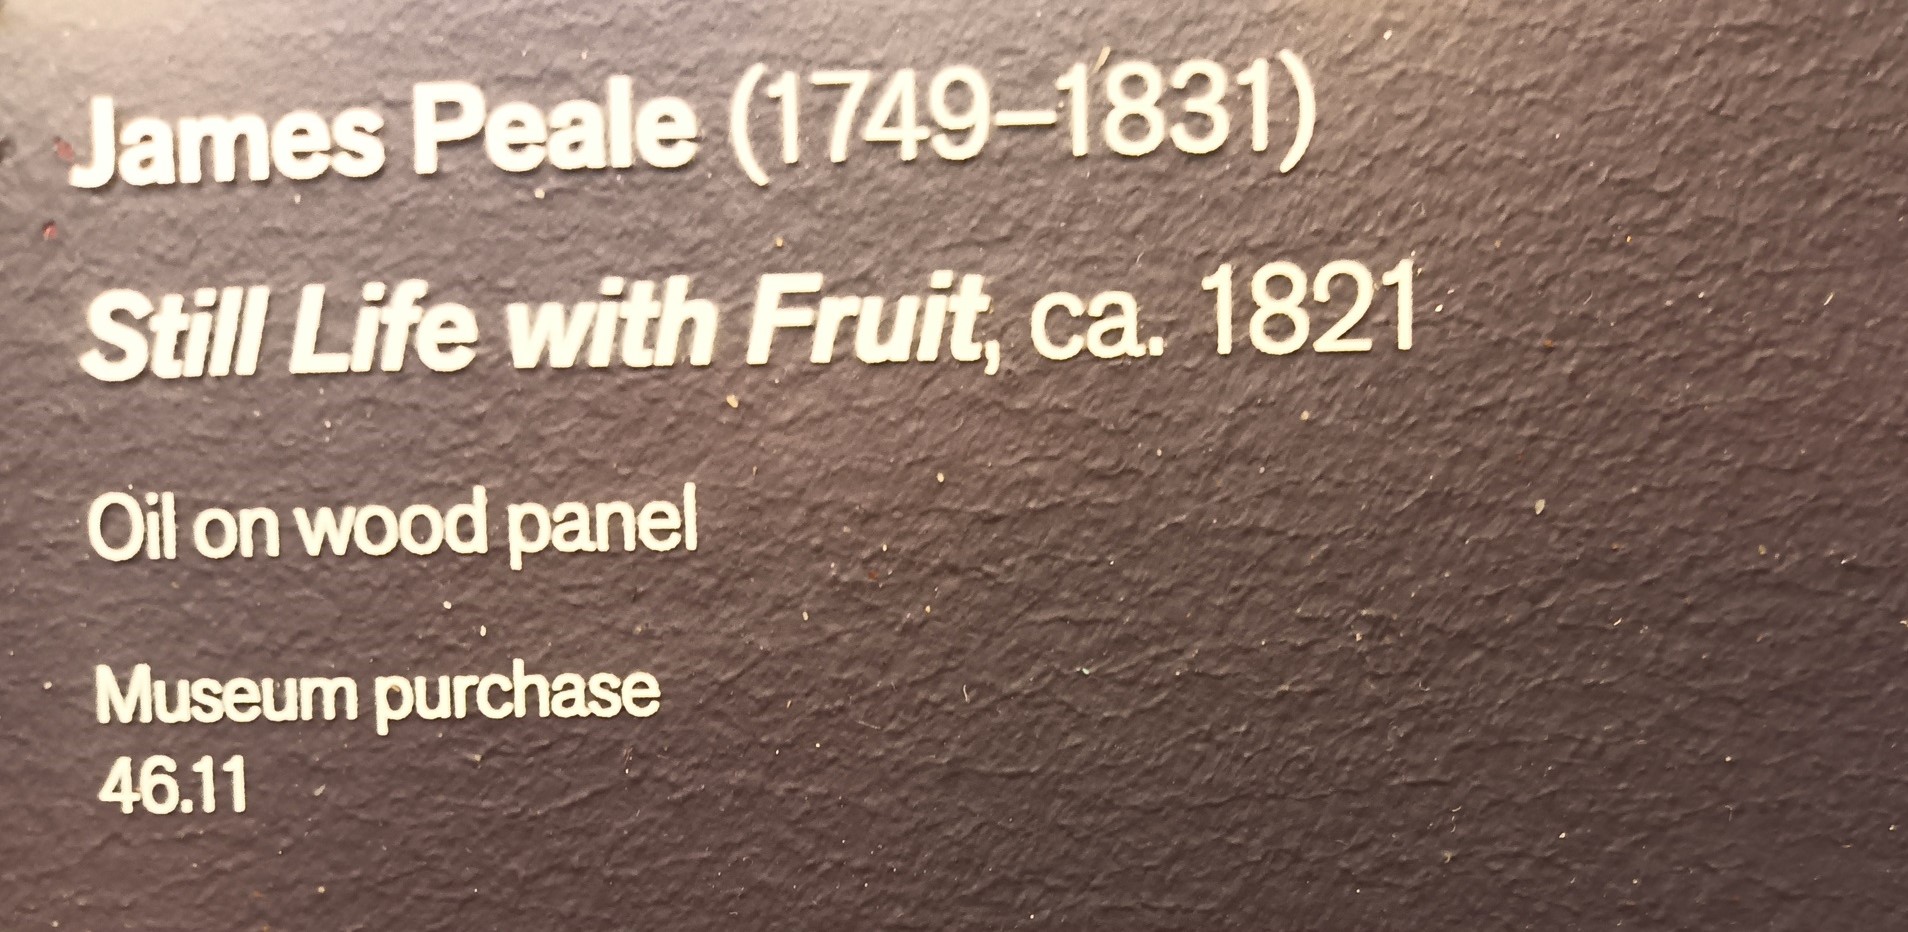 James Peale (1749–1831)
Still Life with Fruit, ca. 1821
Oil on wood panel
Museum purchase
46.11